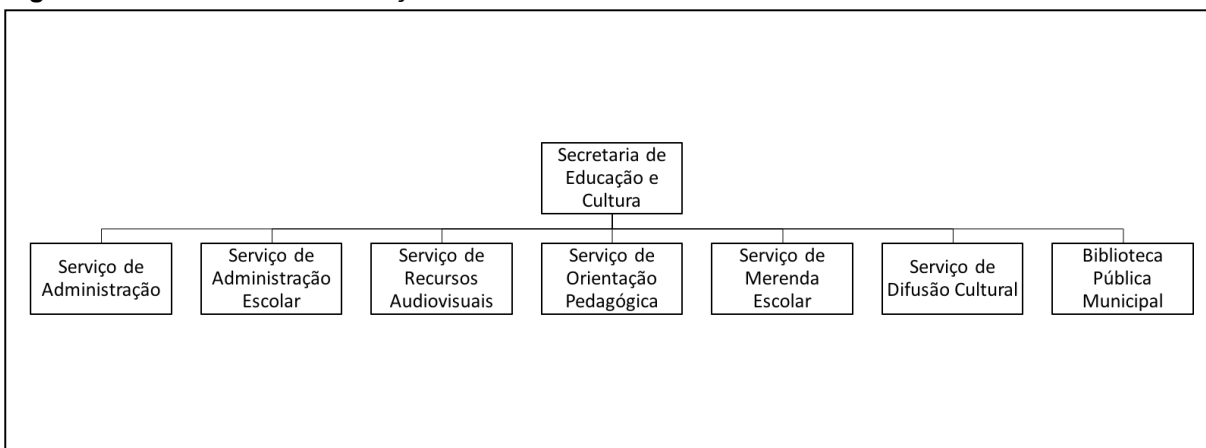 Secretaria de
Educação e
Cultura
Serviço de
Administração
Serviço de
Administração
Escolar
Serviço de
Recursos
Audiovisuais
Serviço de
Orientação
Pedagógica
Serviço de
Merenda
Escolar
Serviço de
Difusão Cultural
Biblioteca
Pública
Municipal